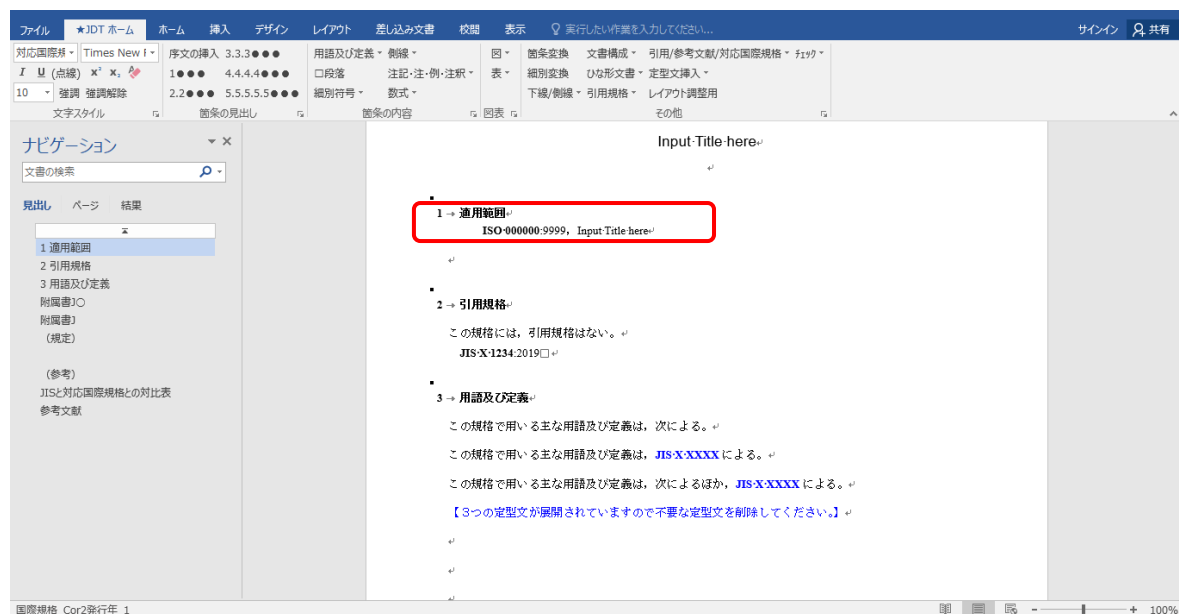 ファイル ★JDT ホーム ホーム 挿入 デザイン レイアウト 差し込み文書 校閲 表示 実行したい作業を入力してください... サインイン 共有
対応国際規 Times New F 序文の挿入 3.3.3●●● 用語及び定義 側線 図 箇条変換 文書構成 引用/参考文献/対応国際規格 ﾁｪｯｸ
I U (点線) x² x₂ 1●●● 4.4.4.4●●● □段落 注記・注・例・注釈 表 細別変換 ひな形文書 定型文挿入
10 強調 強調解除 2.2●●● 5.5.5.5.5●●● 細別符号 数式 下線/側線 引用規格 レイアウト調整用
文字スタイル 箇条の見出し 箇条の内容 図表 その他
ナビゲーション
文書の検索
見出し ページ 結果
1 適用範囲
2 引用規格
3 用語及び定義
附属書J○
附属書J
（規定）
（参考）
JISと対応国際規格との対比表
参考文献
Input·Title·here↵
↵
1→適用範囲↵
ISO·000000:9999，Input·Title·here↵
↵
2→引用規格↵
この規格には，引用規格はない。↵
JIS·X·1234:2019□↵
3→用語及び定義↵
この規格で用いる主な用語及び定義は，次による。↵
この規格で用いる主な用語及び定義は，JIS·X·XXXX による。↵
この規格で用いる主な用語及び定義は，次によるほか，JIS·X·XXXX による。↵
【３つの定型文が展開されていますので不要な定型文を削除してください。】↵
↵
↵
↵
国際規格_Cor2発行年_1 100%